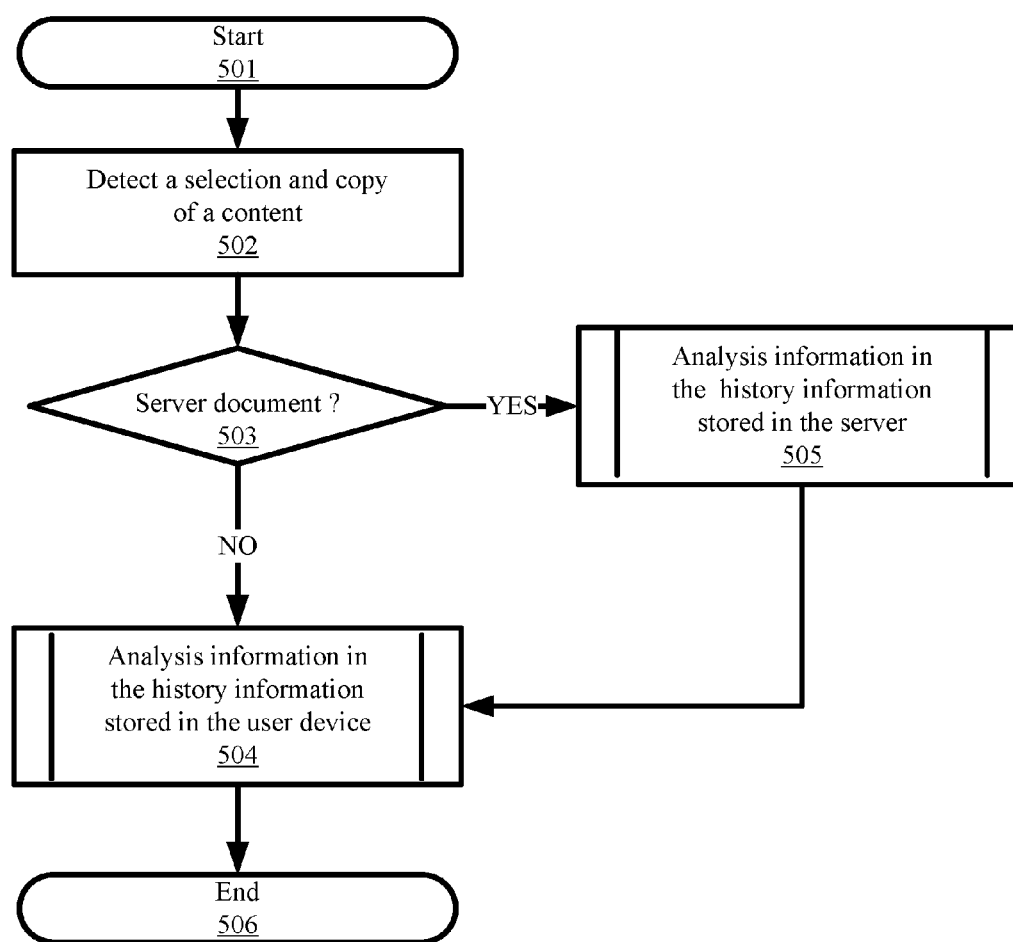 Start
501
Detect a selection and copy
of a content
502
Server document ?
503
YES
Analysis information in
the history information
stored in the server
505
NO
Analysis information in
the history information
stored in the user device
504
End
506